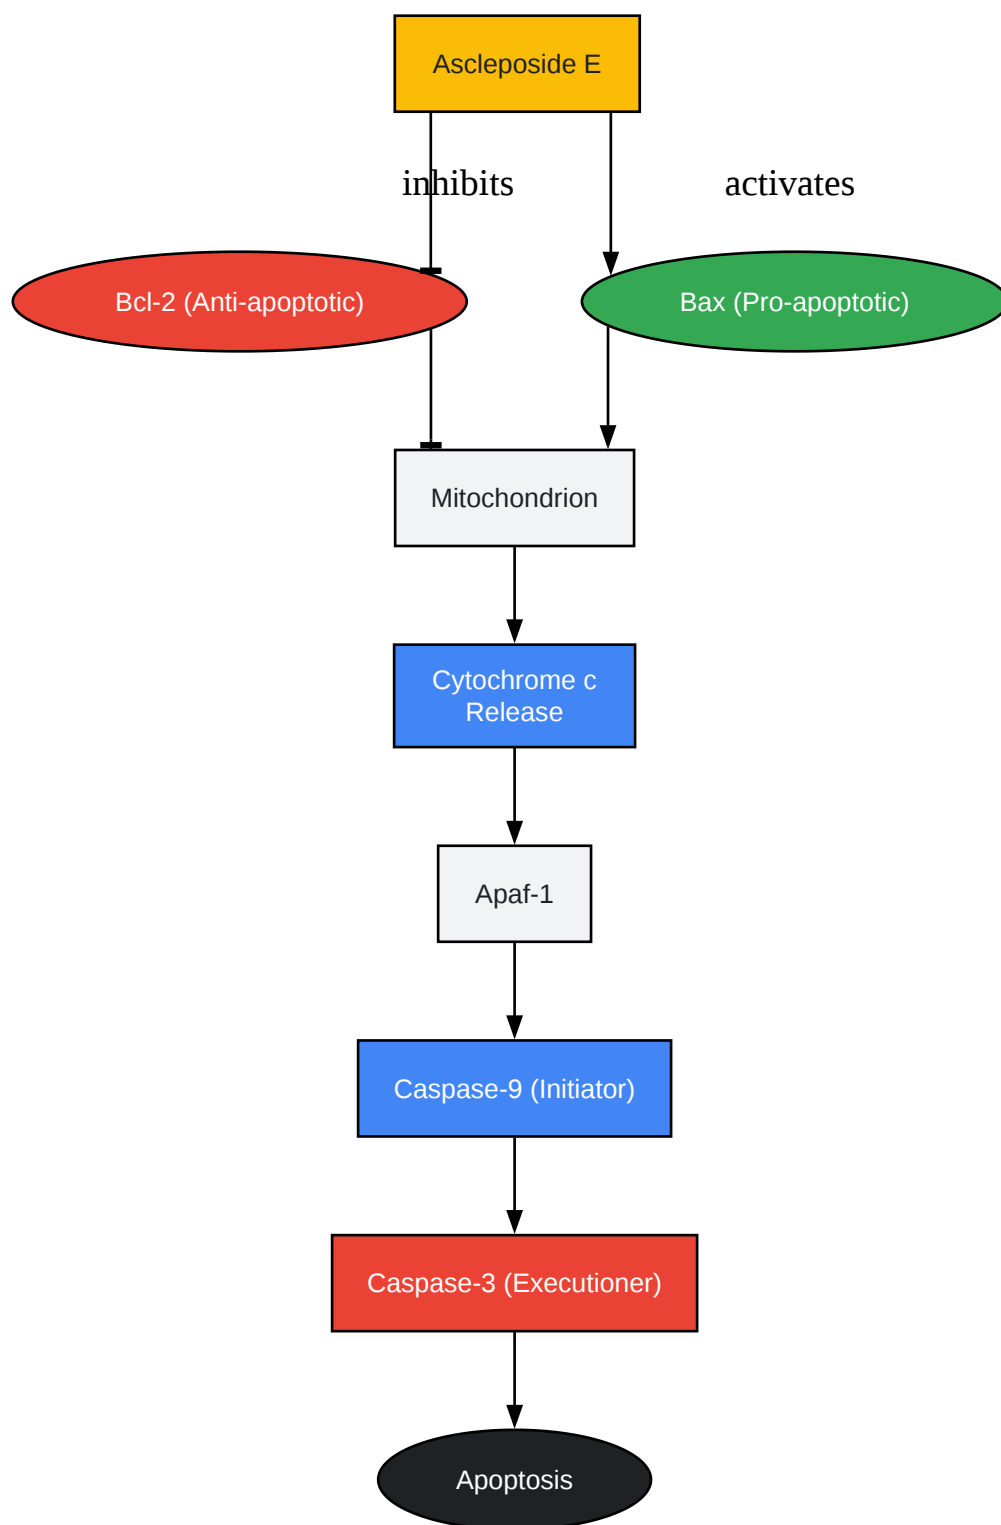 Ascleposide E
inhibits
activates
Bcl-2 (Anti-apoptotic)
Bax (Pro-apoptotic)
Mitochondrion
Cytochrome c
Release
Apaf-1
Caspase-9 (Initiator)
Caspase-3 (Executioner)
Apoptosis